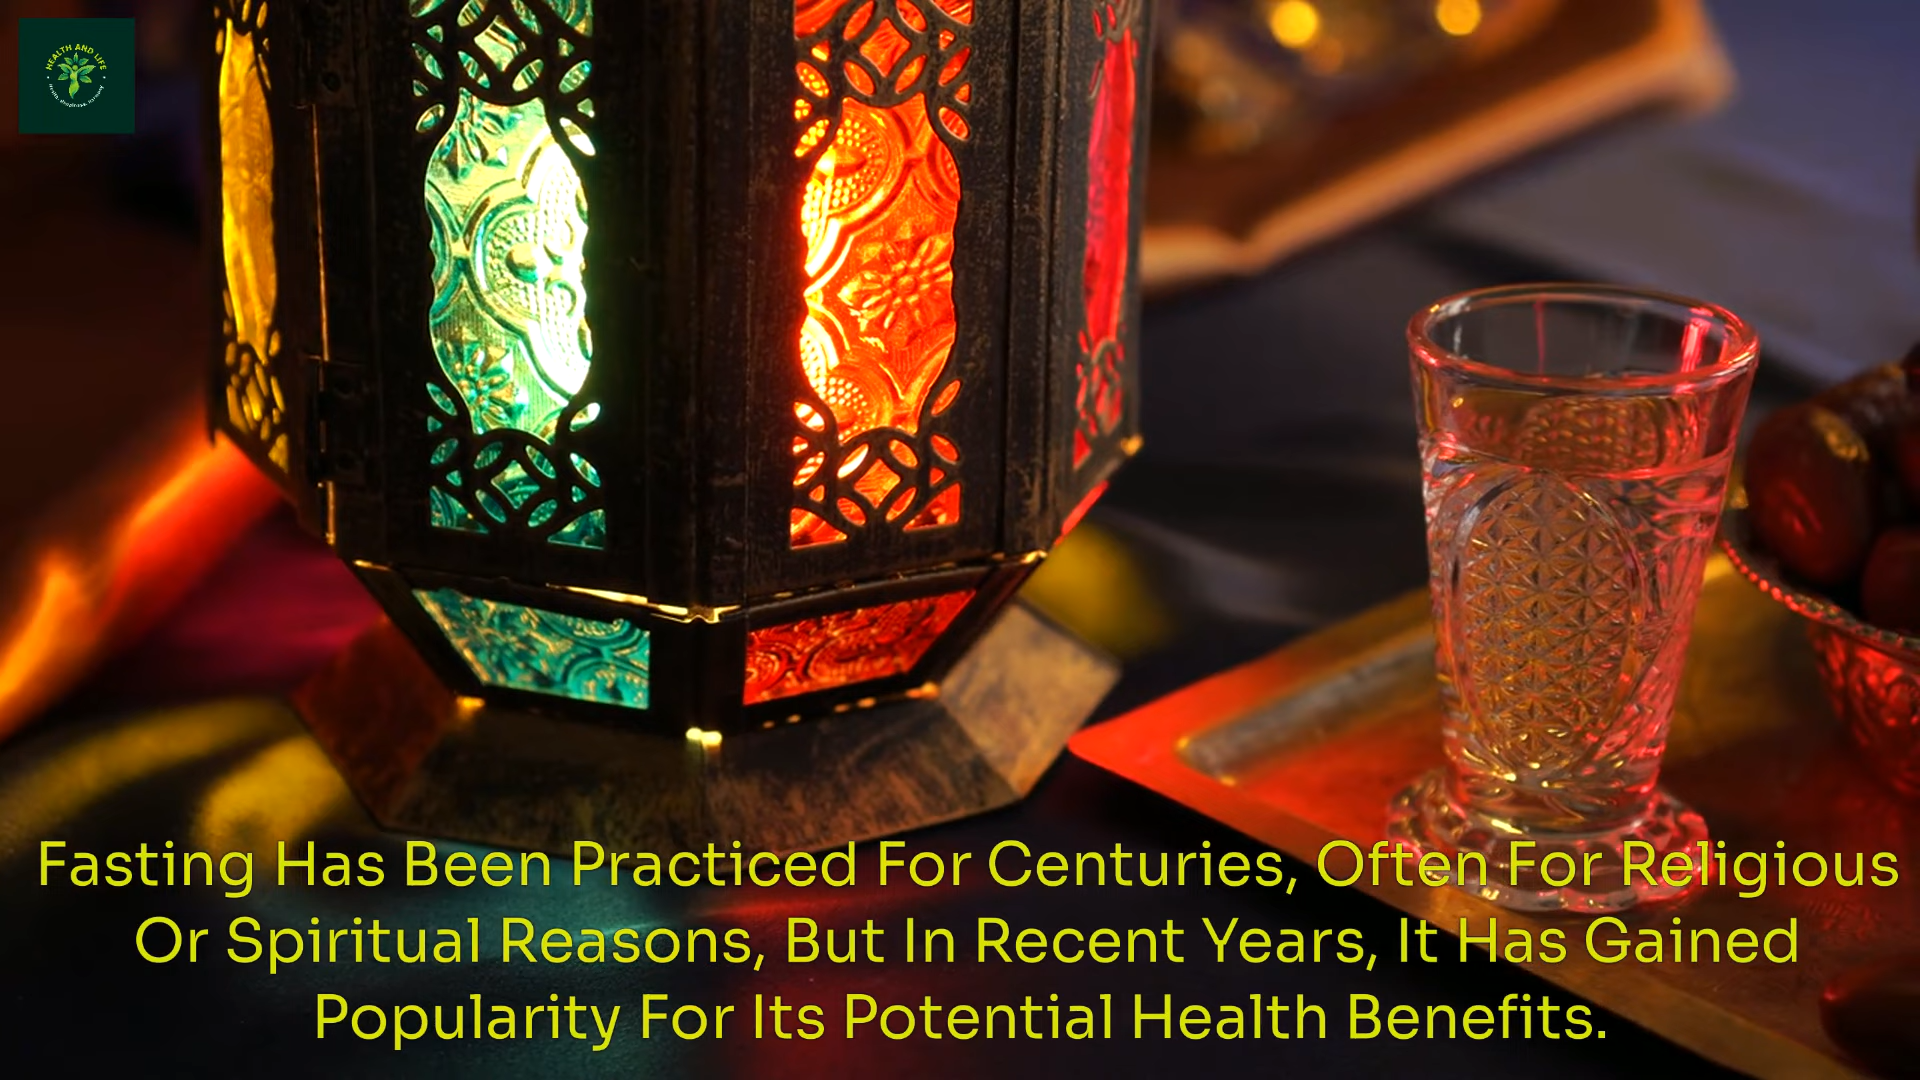 HEALTH AND LIFE
Fasting Has Been Practiced For Centuries, Often For Religious
Or Spiritual Reasons, But In Recent Years, It Has Gained
Popularity For Its Potential Health Benefits.